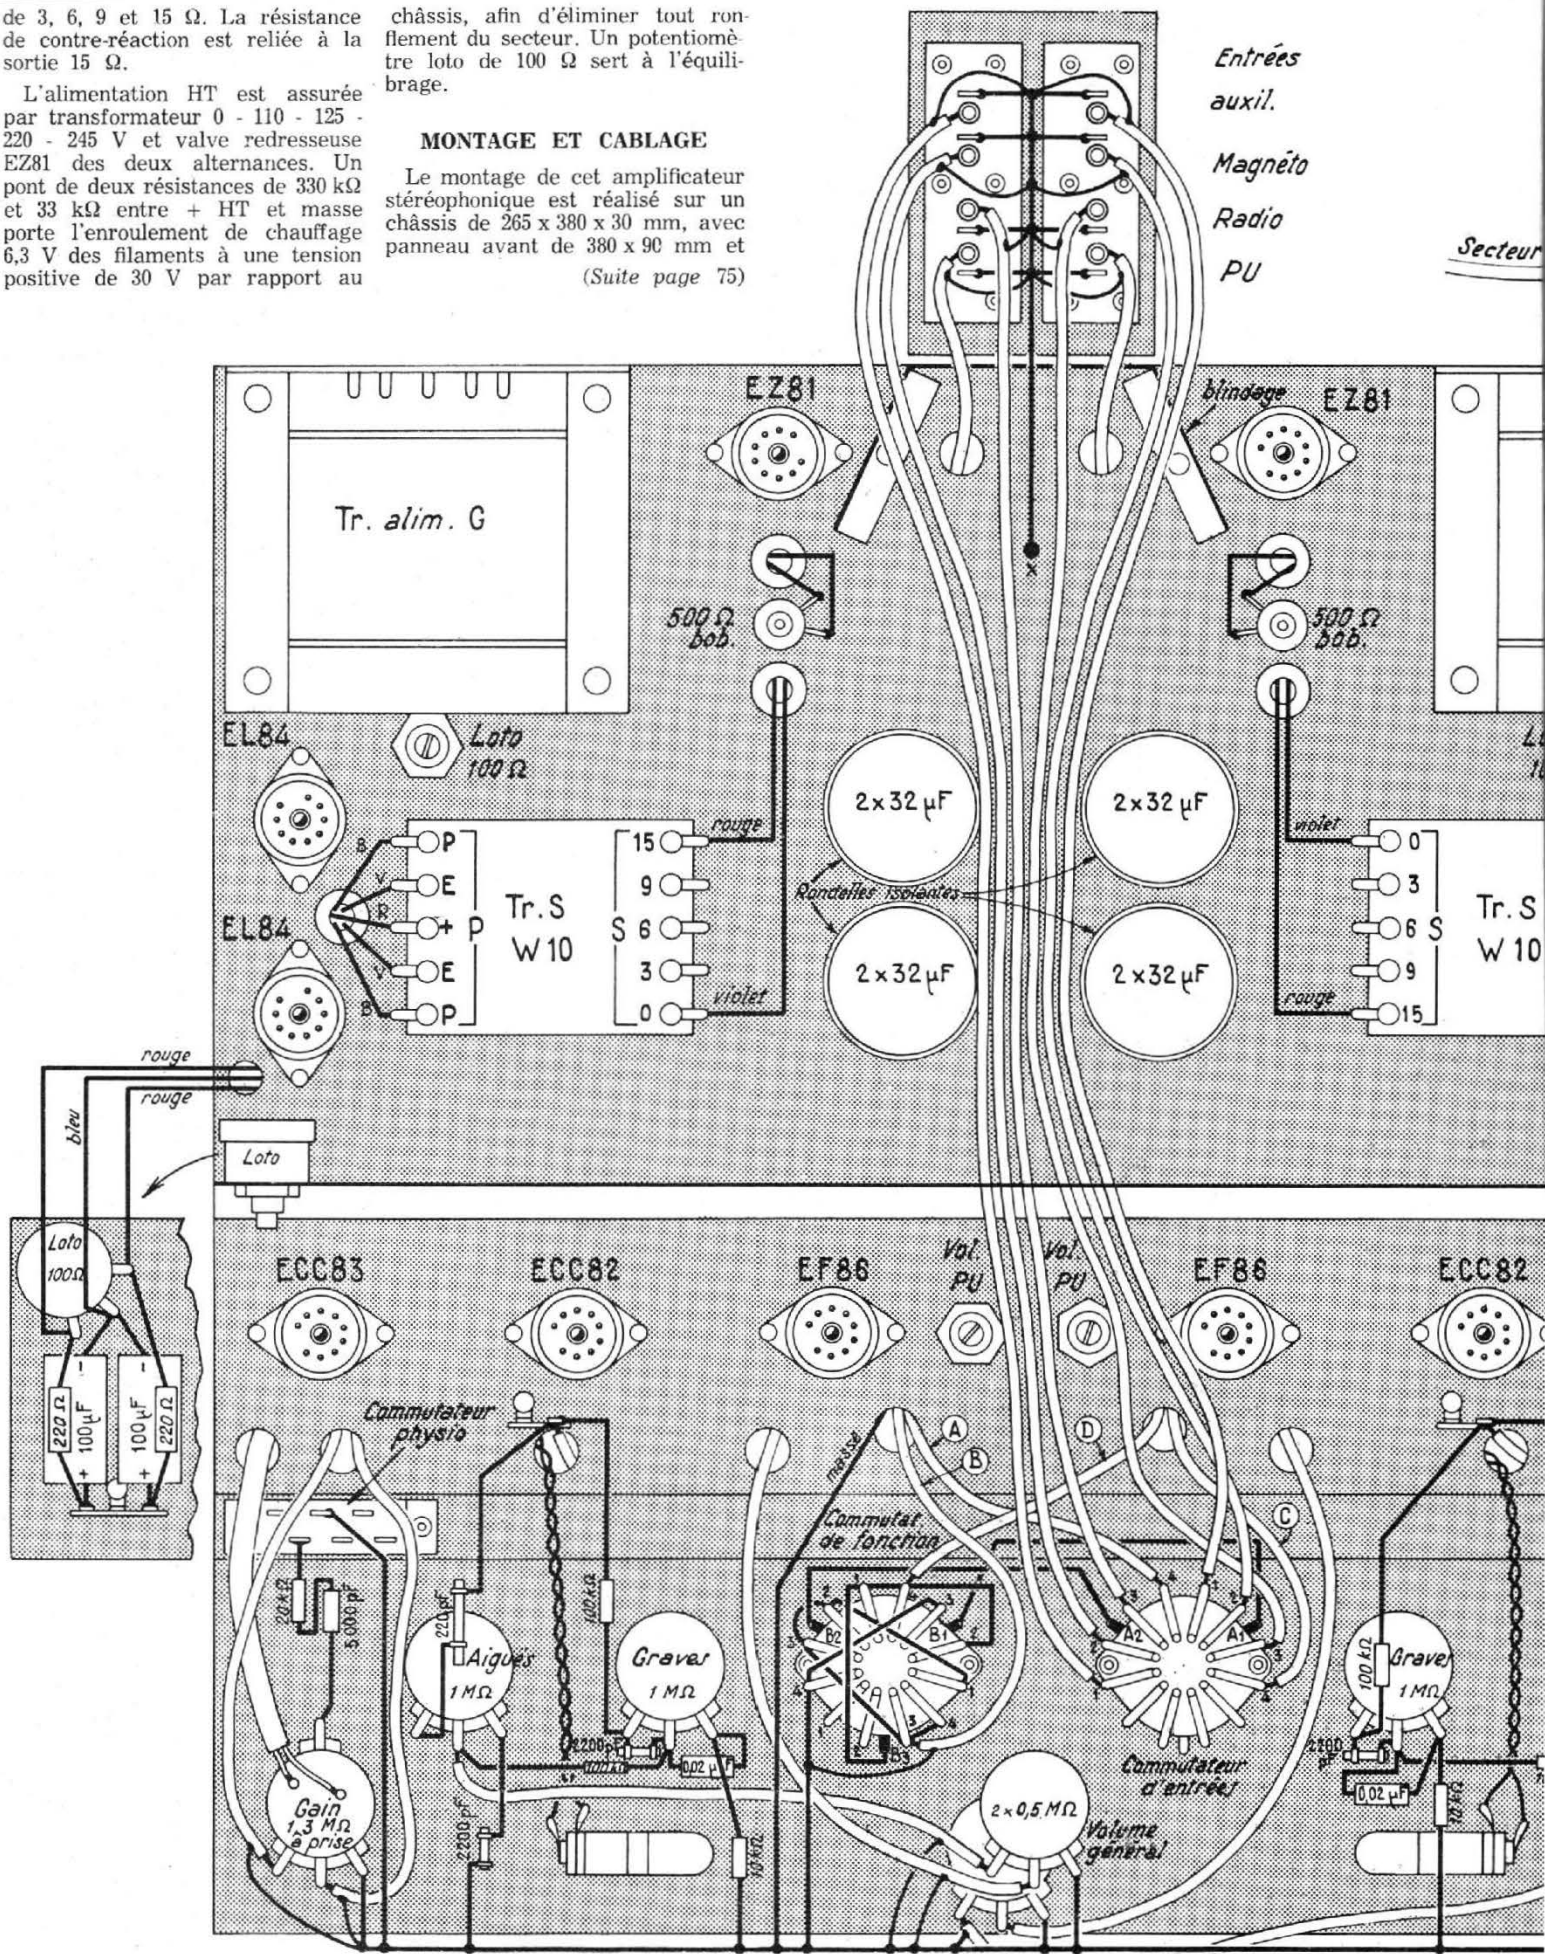 de 3, 6, 9 et 15 Ω. La résistance
de contre-réaction est reliée à la
sortie 15 Ω.
L'alimentation HT est assurée
par transformateur 0 - 110 - 125 -
220 - 245 V et valve redresseuse
EZ81 des deux alternances. Un
pont de deux résistances de 330 kΩ
et 33 kΩ entre + HT et masse
porte l'enroulement de chauffage
6,3 V des filaments à une tension
positive de 30 V par rapport au
châssis, afin d'éliminer tout ron-
flement du secteur. Un potentiomè-
tre loto de 100 Ω sert à l'équili-
brage.
MONTAGE ET CABLAGE
Le montage de cet amplificateur
stéréophonique est réalisé sur un
châssis de 265 x 380 x 30 mm, avec
panneau avant de 380 x 90 mm et
(Suite page 75)
Entrées
auxil.
Magnéto
Radio
PU
Secteur
EZ81
blindage
EZ81
Tr. alim. G
x
500 Ω
bob.
500 Ω
bob.
EL84
Loto
100 Ω
2x32 µF
2x32 µF
rouge
violet
B
P
15
0
V
E
9
3
Rondelles isolantes
EL84
R
+
P
Tr. S
W 10
S
6
6
S
Tr. S
W 10
V
E
3
9
2x32 µF
2x32 µF
B
P
0
violet
rouge
15
rouge
rouge
bleu
Loto
Loto
100Ω
ECC83
ECC82
EF86
Vol.
PU
Vol.
PU
EF86
ECC82
220 Ω
100µF
100µF
220 Ω
-
-
+
+
Commutateur
physio
masse
A
B
D
C
Commutat.
de fonction
20 kΩ
5000 pF
220 pF
100 kΩ
Aiguës
1 MΩ
Graves
1 MΩ
B2
B1
B3
A2
A1
100 kΩ
Graves
1 MΩ
2200 pF
100 kΩ
0,02 µF
Commutateur
d'entrées
2200
pF
0,02 µF
10 kΩ
Gain
1,3 MΩ
à prise
2200 pF
10 kΩ
2x0,5 MΩ
Volume
général